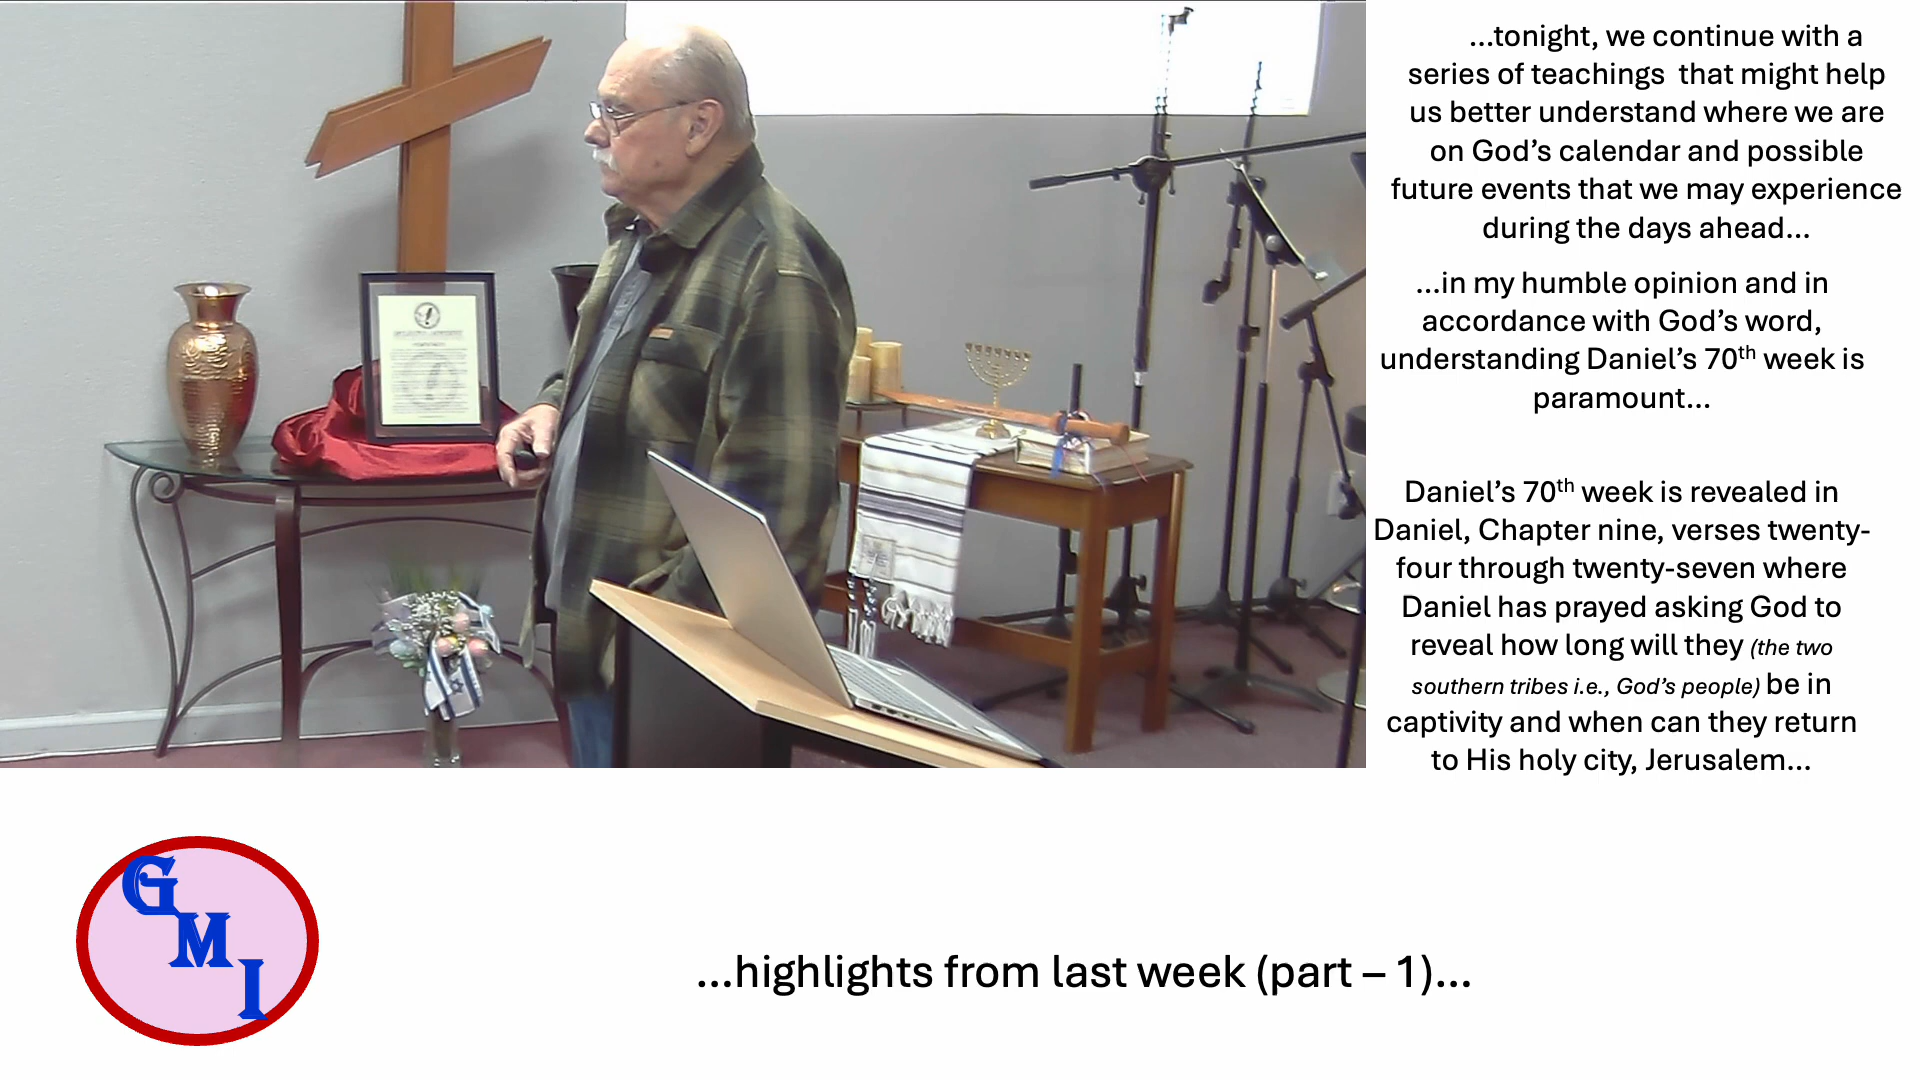 ...tonight, we continue with a
series of teachings that might help
us better understand where we are
on God's calendar and possible
future events that we may experience
during the days ahead...
...in my humble opinion and in
accordance with God's word,
understanding Daniel's 70th week is
paramount...
Daniel's 70th week is revealed in
Daniel, Chapter nine, verses twenty-
four through twenty-seven where
Daniel has prayed asking God to
reveal how long will they (the two
southern tribes i.e., God's people) be in
captivity and when can they return
to His holy city, Jerusalem...
G
M
I
...highlights from last week (part – 1)...